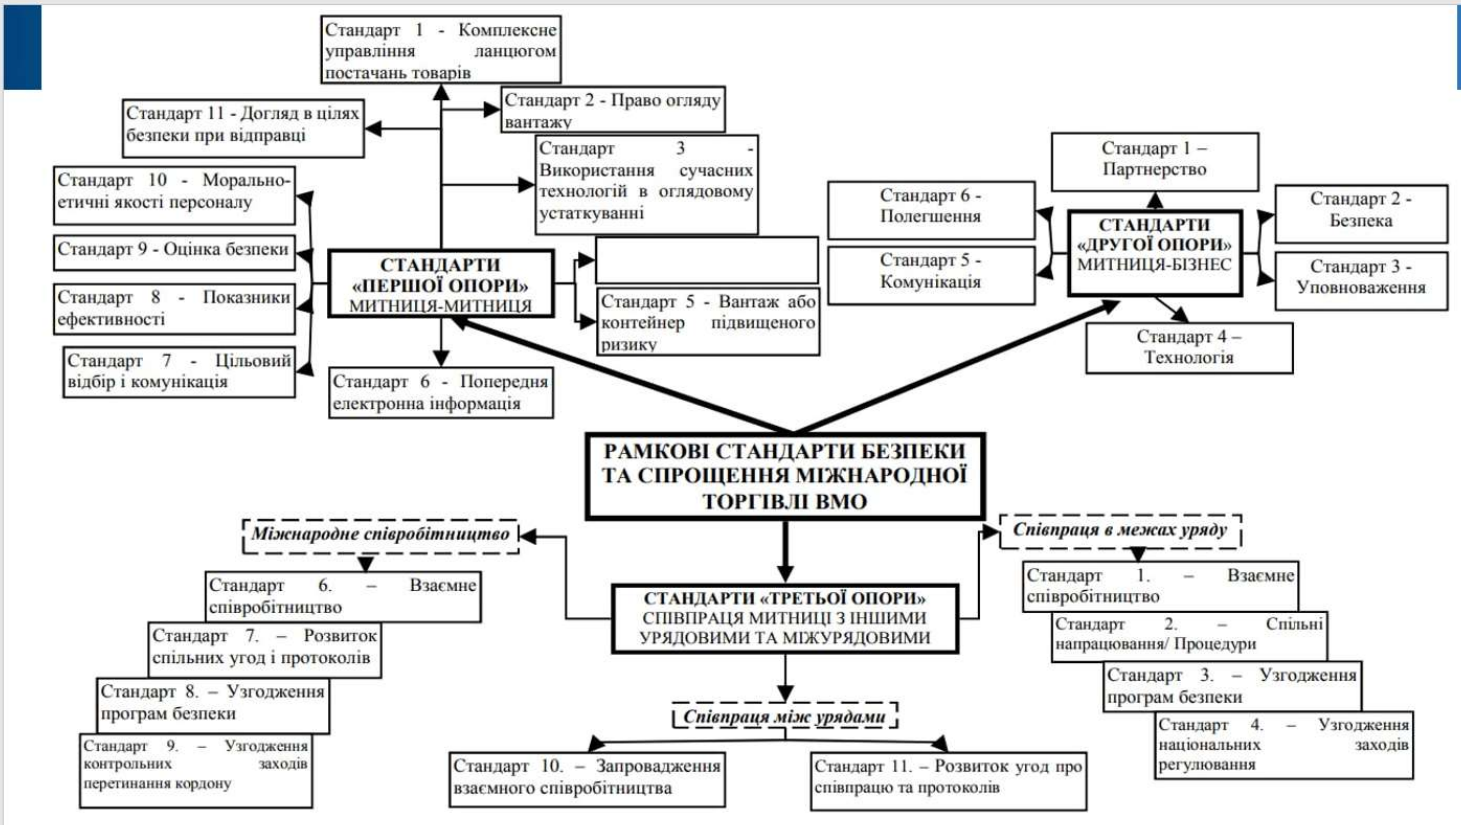 Стандарт 1 - Комплексне
управління ланцюгом
постачань товарів
Стандарт 2 - Право огляду
вантажу
Стандарт 11 - Догляд в цілях
безпеки при відправці
Стандарт 3 -
Використання сучасних
технологій в оглядовому
устаткуванні
Стандарт 10 - Морально-
етичні якості персоналу
Стандарт 9 - Оцінка безпеки
Стандарт 8 - Показники
ефективності
Стандарт 7 - Цільовий
відбір і комунікація
СТАНДАРТИ
«ПЕРШОЇ ОПОРИ»
МИТНИЦЯ-МИТНИЦЯ
Стандарт 5 - Вантаж або
контейнер підвищеного
ризику
Стандарт 6 - Попередня
електронна інформація
Стандарт 1 –
Партнерство
Стандарт 6 -
Полегшення
Стандарт 5 -
Комунікація
СТАНДАРТИ
«ДРУГОЇ ОПОРИ»
МИТНИЦЯ-БІЗНЕС
Стандарт 2 -
Безпека
Стандарт 3 -
Уповноваження
Стандарт 4 –
Технологія
РАМКОВІ СТАНДАРТИ БЕЗПЕКИ
ТА СПРОЩЕННЯ МІЖНАРОДНОЇ
ТОРГІВЛІ ВМО
Міжнародне співробітництво
Стандарт 6. – Взаємне
співробітництво
Стандарт 7. – Розвиток
спільних угод і протоколів
Стандарт 8. – Узгодження
програм безпеки
Стандарт 9. – Узгодження
контрольних заходів
перетинання кордону
СТАНДАРТИ «ТРЕТЬОЇ ОПОРИ»
СПІВПРАЦЯ МИТНИЦІ З ІНШИМИ
УРЯДОВИМИ ТА МІЖУРЯДОВИМИ
Співпраця між урядами
Стандарт 10. – Запровадження
взаємного співробітництва
Стандарт 11. – Розвиток угод про
співпрацю та протоколів
Співпраця в межах уряду
Стандарт 1. – Взаємне
співробітництво
Стандарт 2. – Спільні
напрацювання/ Процедури
Стандарт 3. – Узгодження
програм безпеки
Стандарт 4. – Узгодження
національних заходів
регулювання